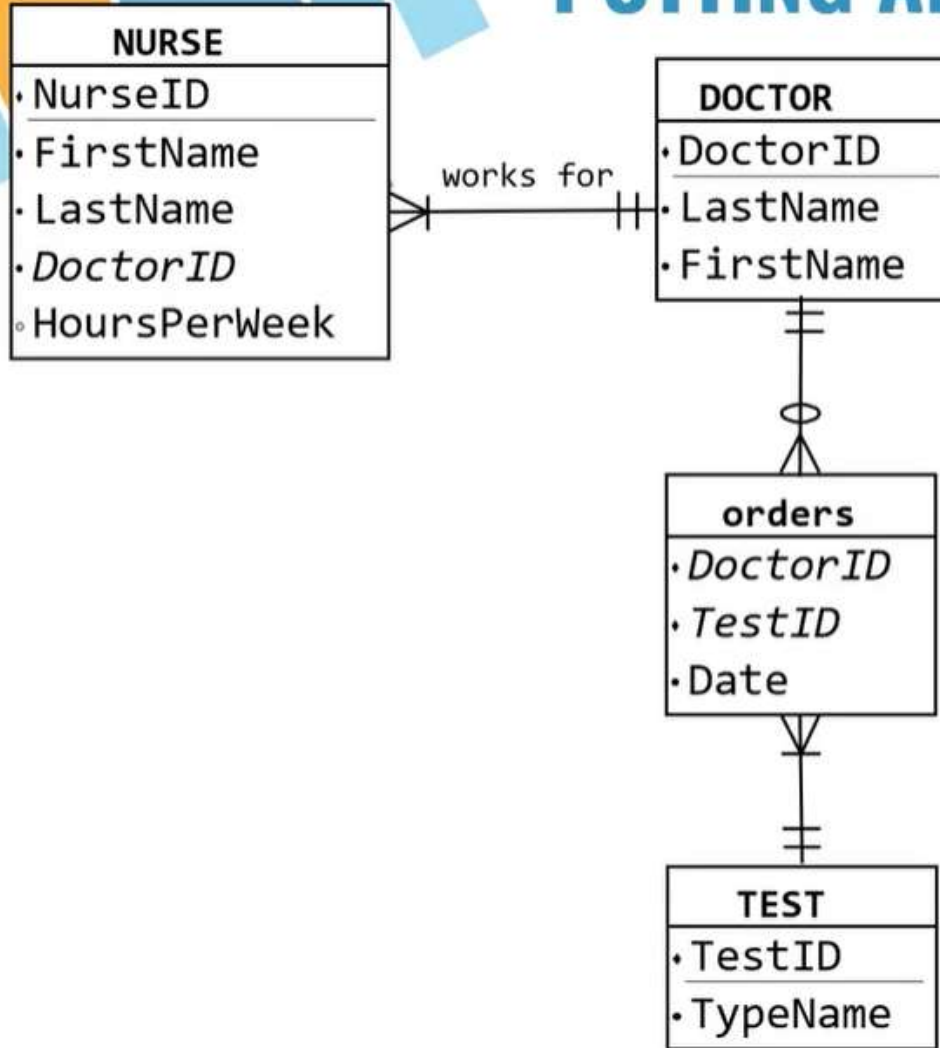 NURSE
NurseID
FirstName
LastName
DoctorID
HoursPerWeek
works for
DOCTOR
DoctorID
LastName
FirstName
orders
DoctorID
TestID
Date
TEST
TestID
TypeName